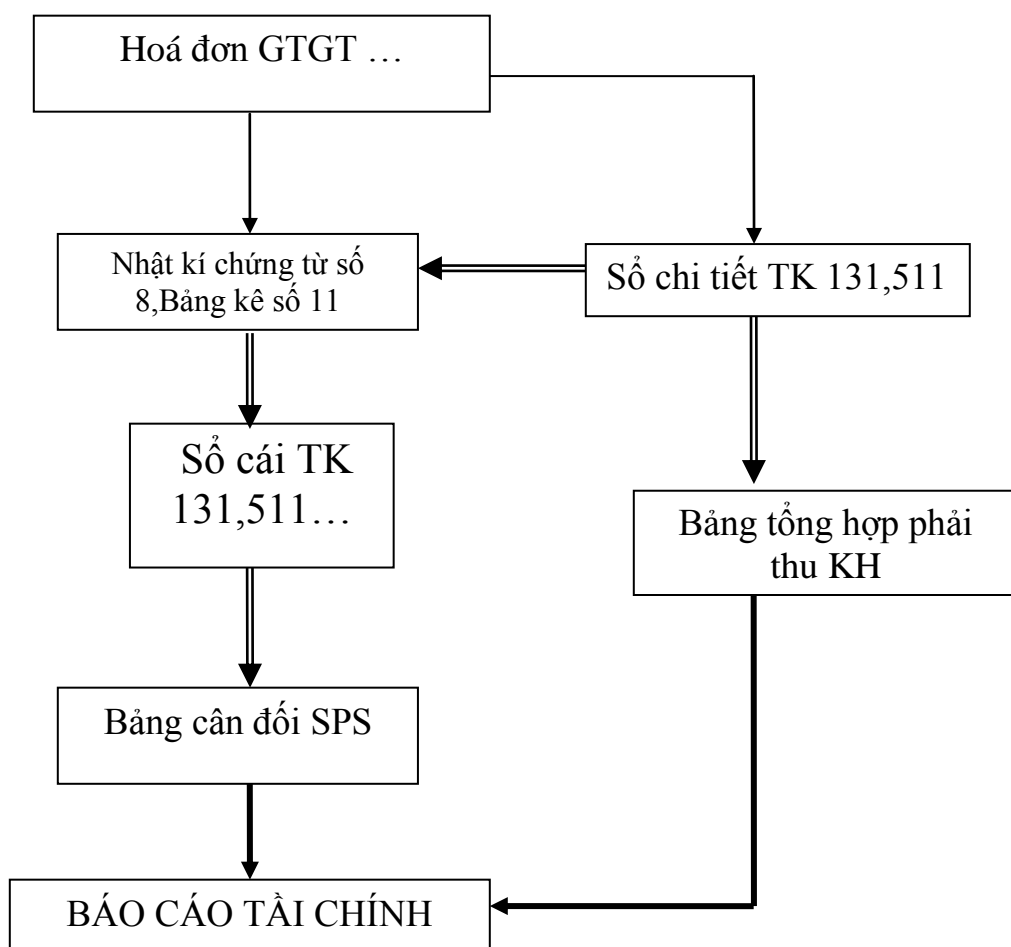 Hoá đơn GTGT …
Nhật kí chứng từ số
8,Bảng kê số 11
Sổ chi tiết TK 131,511
Sổ cái TK
131,511…
Bảng tổng hợp phải
thu KH
Bảng cân đối SPS
BÁO CÁO TẦI CHÍNH